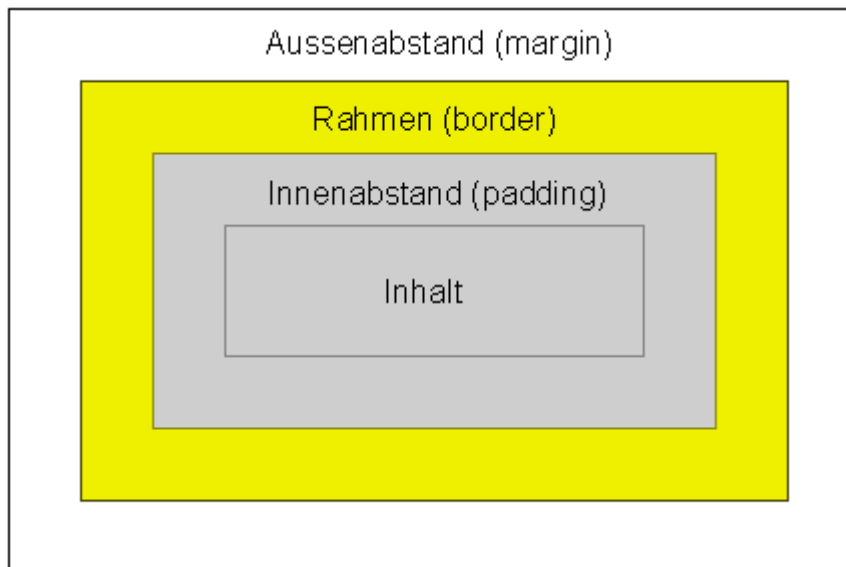 Aussenabstand (margin)
Rahmen (border)
Innenabstand (padding)
Inhalt